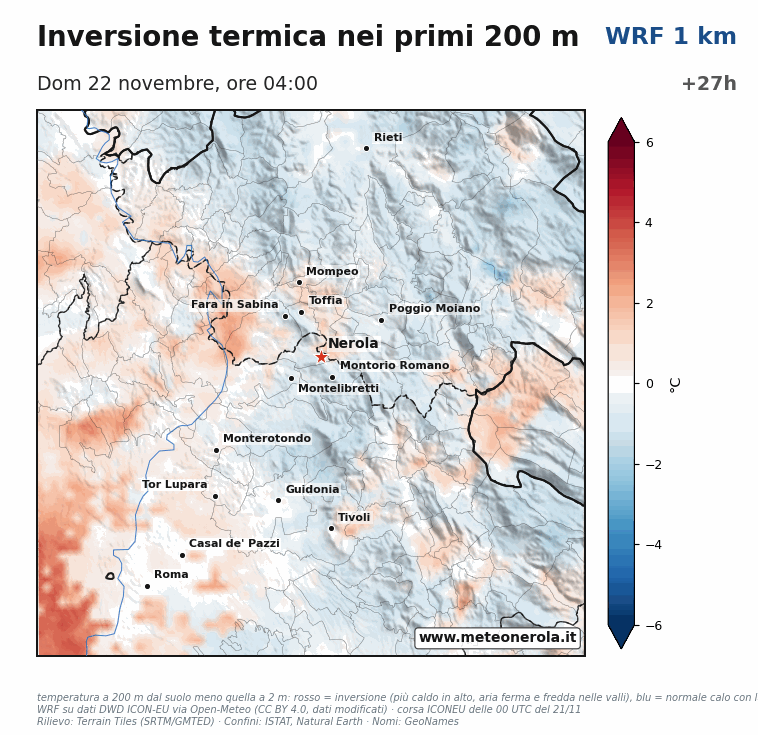 Inversione termica nei primi 200 m
WRF 1 km
Dom 22 novembre, ore 04:00
+27h
Rieti
Mompeo
Fara in Sabina
Toffia
Poggio Moiano
Nerola
Montorio Romano
Montelibretti
Monterotondo
Tor Lupara
Guidonia
Tivoli
Casal de' Pazzi
Roma
www.meteonerola.it
6
4
2
0
−2
−4
−6
°C
temperatura a 200 m dal suolo meno quella a 2 m: rosso = inversione (più caldo in alto, aria ferma e fredda nelle valli), blu = normale calo con l
WRF su dati DWD ICON-EU via Open-Meteo (CC BY 4.0, dati modificati) · corsa ICONEU delle 00 UTC del 21/11
Rilievo: Terrain Tiles (SRTM/GMTED) · Confini: ISTAT, Natural Earth · Nomi: GeoNames